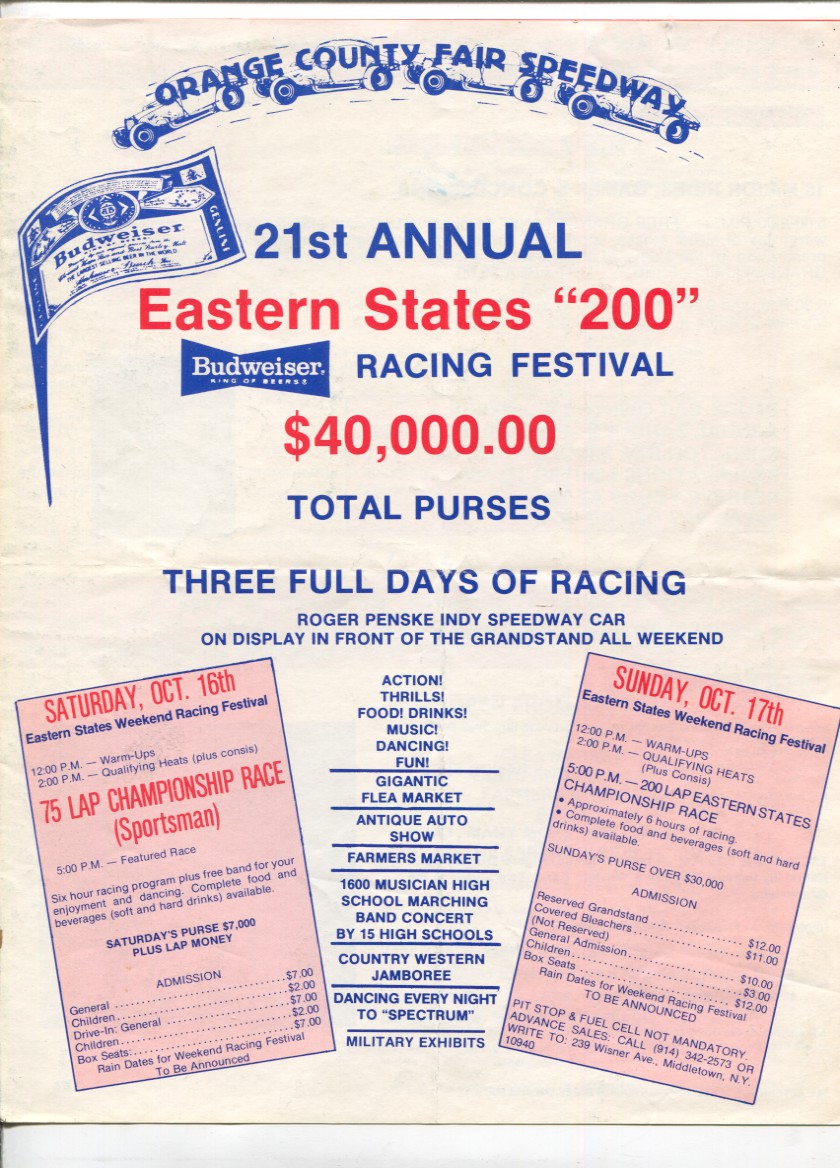 ORANGE COUNTY FAIR SPEEDWAY
GENUINE
Budweiser
KING OF BEERS
THE LARGEST SELLING BEER IN THE WORLD
21st ANNUAL
Eastern States “200”
Budweiser®
KING OF BEERS®
RACING FESTIVAL
$40,000.00
TOTAL PURSES
THREE FULL DAYS OF RACING
ROGER PENSKE INDY SPEEDWAY CAR
ON DISPLAY IN FRONT OF THE GRANDSTAND ALL WEEKEND
SATURDAY, OCT. 16th
Eastern States Weekend Racing Festival
12:00 P.M. — Warm-Ups
2:00 P.M. — Qualifying Heats (plus consis)
75 LAP CHAMPIONSHIP RACE
(Sportsman)
5:00 P.M. — Featured Race
Six hour racing program plus free band for your
enjoyment and dancing. Complete food and
beverages (soft and hard drinks) available.
SATURDAY'S PURSE $7,000
PLUS LAP MONEY
ADMISSION
General ........................ $7.00
Children ........................ $2.00
Drive-In: General ........................ $7.00
Children ........................ $2.00
Box Seats: ........................ $7.00
Rain Dates for Weekend Racing Festival
To Be Announced
ACTION!
THRILLS!
FOOD! DRINKS!
MUSIC!
DANCING!
FUN!
GIGANTIC
FLEA MARKET
ANTIQUE AUTO
SHOW
FARMERS MARKET
1600 MUSICIAN HIGH
SCHOOL MARCHING
BAND CONCERT
BY 15 HIGH SCHOOLS
COUNTRY WESTERN
JAMBOREE
DANCING EVERY NIGHT
TO “SPECTRUM”
MILITARY EXHIBITS
SUNDAY, OCT. 17th
Eastern States Weekend Racing Festival
12:00 P.M. — WARM-UPS
2:00 P.M. — QUALIFYING HEATS
(Plus Consis)
5:00 P.M. — 200 LAP EASTERN STATES
CHAMPIONSHIP RACE
• Approximately 6 hours of racing.
• Complete food and beverages (soft and hard
drinks) available.
SUNDAY'S PURSE OVER $30,000
ADMISSION
Reserved Grandstand ........................ $12.00
Covered Bleachers ........................ $11.00
(Not Reserved)
General Admission ........................ $10.00
Children ........................ $3.00
Box Seats ........................ $12.00
Rain Dates for Weekend Racing Festival
TO BE ANNOUNCED
PIT STOP & FUEL CELL NOT MANDATORY.
ADVANCE SALES: CALL (914) 342-2573 OR
WRITE TO: 239 Wisner Ave., Middletown, N.Y.
10940